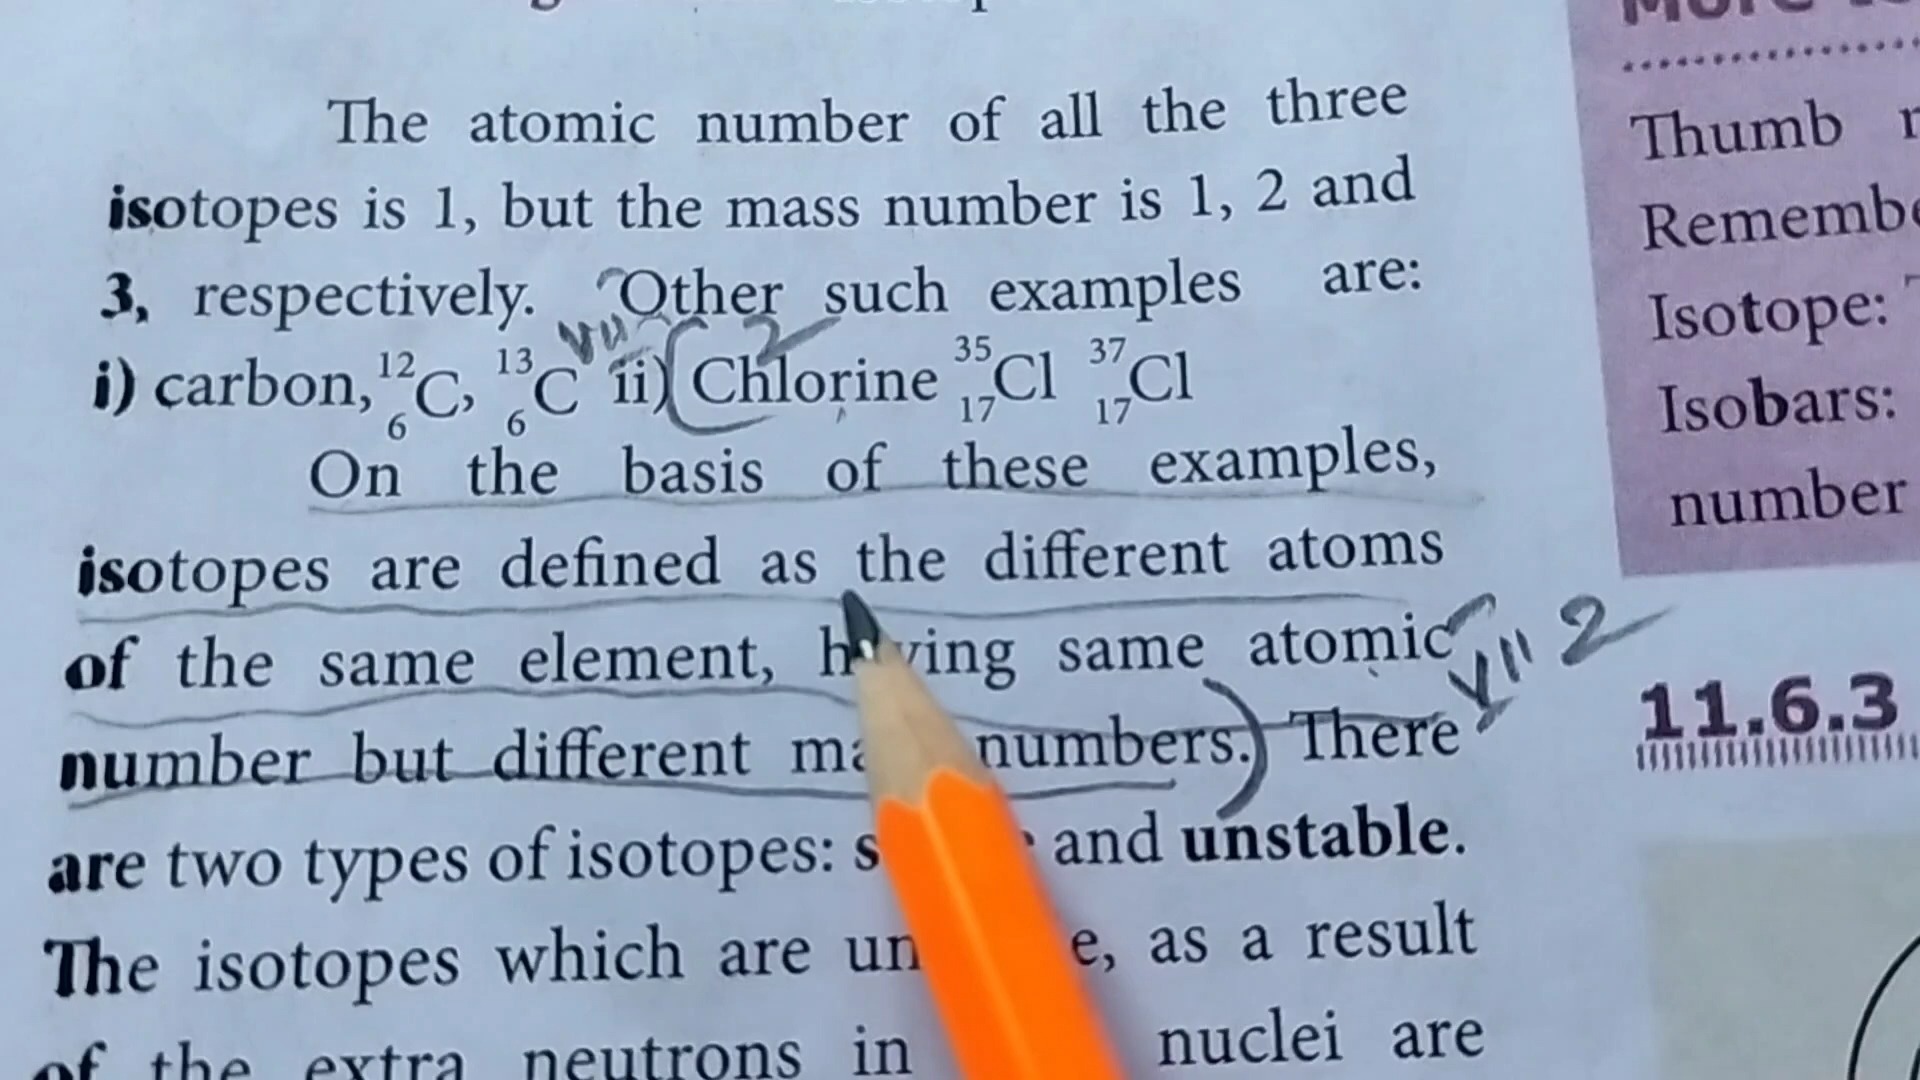 The atomic number of all the three
isotopes is 1, but the mass number is 1, 2 and
3, respectively. Other such examples are:
i) carbon, ¹²₆C, ¹³₆C ii) Chlorine ³⁵₁₇Cl ³⁷₁₇Cl
On the basis of these examples,
isotopes are defined as the different atoms
of the same element, having same atomic
number but different numbers. There
are two types of isotopes: and unstable.
The isotopes which are as a result
of the extra neutrons in nuclei are
VII 2
Thumb
Isotope:
Isobars:
number
11.6.3